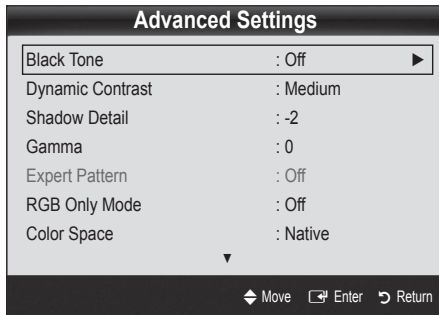 Advanced Settings
Black Tone : Off ►
Dynamic Contrast : Medium
Shadow Detail : -2
Gamma : 0
Expert Pattern : Off
RGB Only Mode : Off
Color Space : Native
▼
Move Enter Return